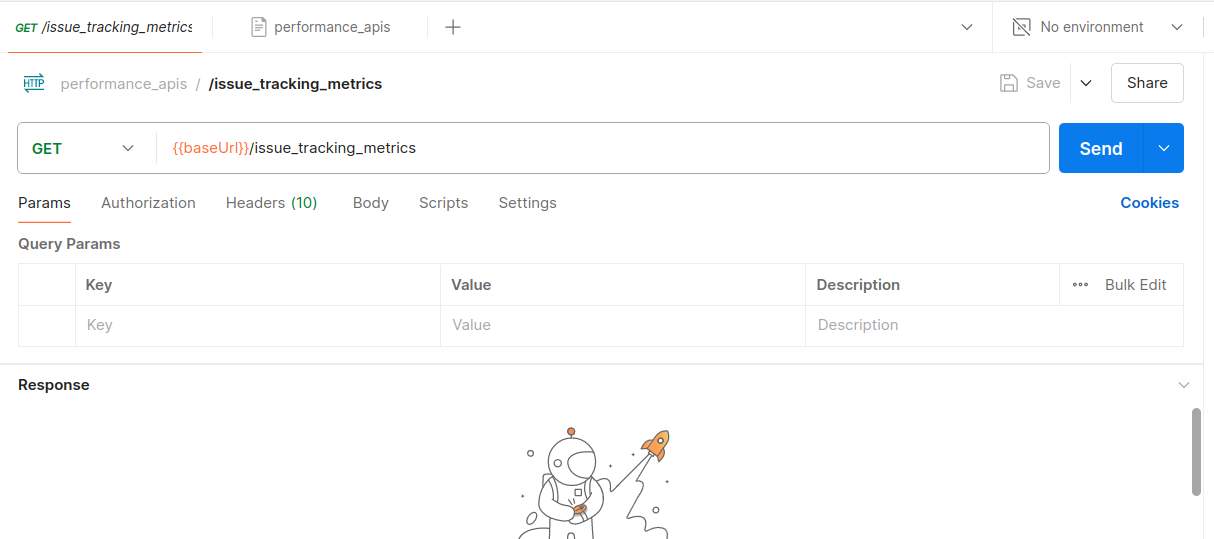 GET /issue_tracking_metrics performance_apis No environment
HTTP performance_apis / /issue_tracking_metrics Save Share
GET {{baseUrl}}/issue_tracking_metrics Send
Params Authorization Headers (10) Body Scripts Settings Cookies
Query Params
Key Value Description Bulk Edit
Key Value Description
Response